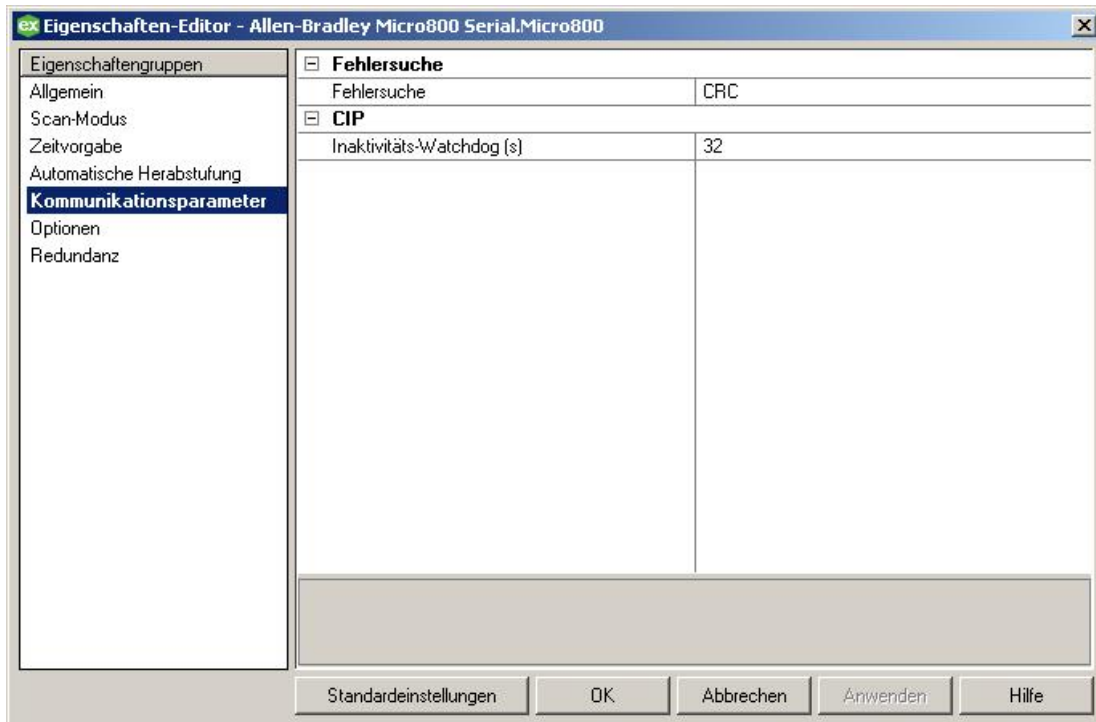 ex Eigenschaften-Editor - Allen-Bradley Micro800 Serial.Micro800
Eigenschaftengruppen
Allgemein
Scan-Modus
Zeitvorgabe
Automatische Herabstufung
Kommunikationsparameter
Optionen
Redundanz
Fehlersuche
Fehlersuche CRC
CIP
Inaktivitäts-Watchdog (s) 32
Standardeinstellungen OK Abbrechen Anwenden Hilfe